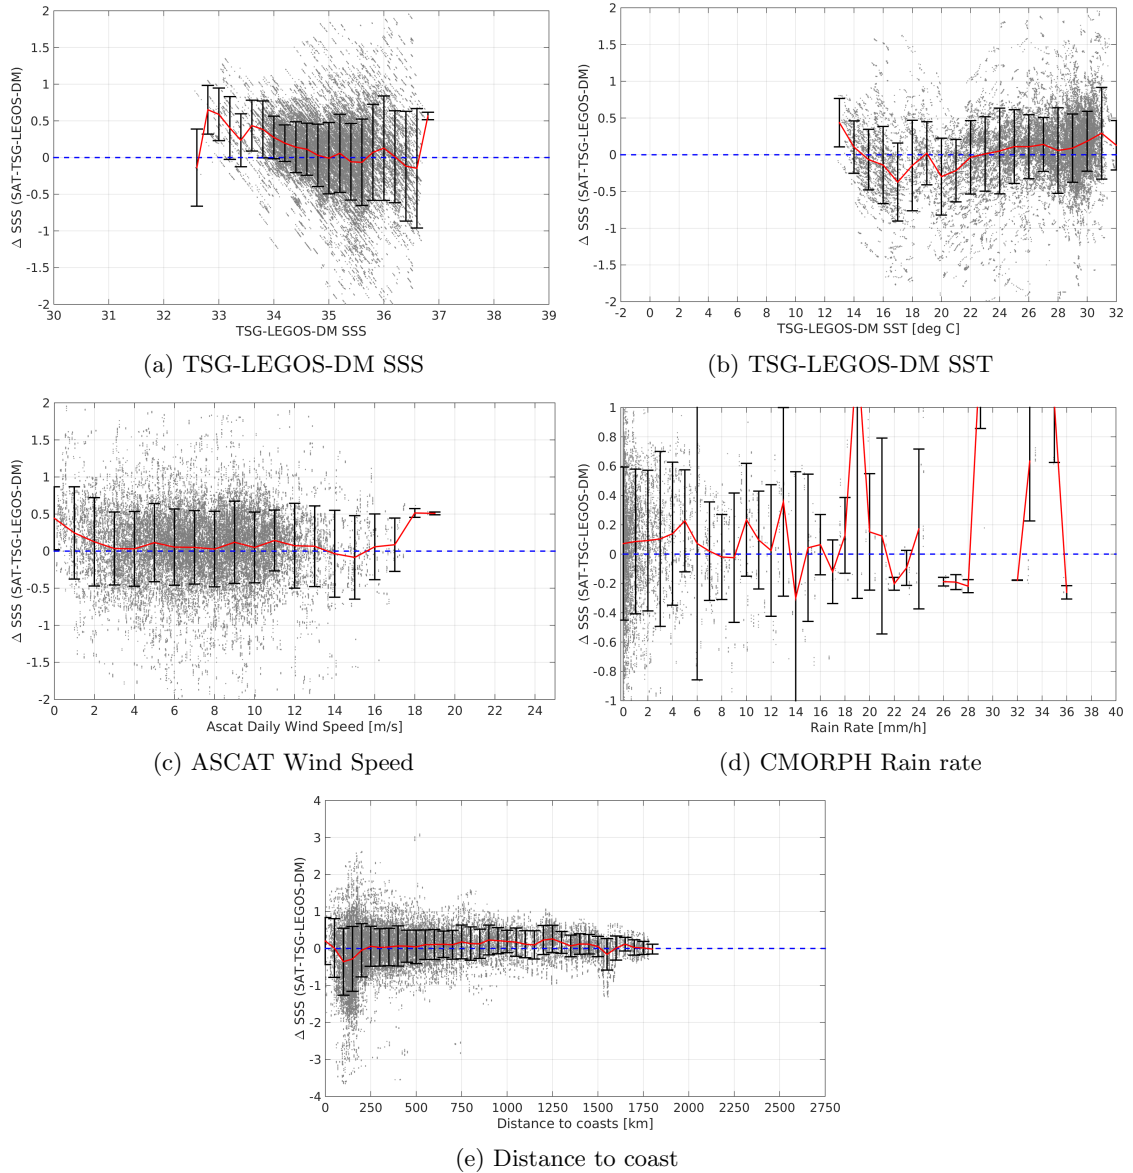 2
1.5
1
0.5
0
-0.5
-1
-1.5
-2
Δ SSS (SAT-TSG-LEGOS-DM)
30 31 32 33 34 35 36 37 38 39
TSG-LEGOS-DM SSS
(a) TSG-LEGOS-DM SSS
2
1.5
1
0.5
0
-0.5
-1
-1.5
-2
Δ SSS (SAT-TSG-LEGOS-DM)
-2 0 2 4 6 8 10 12 14 16 18 20 22 24 26 28 30 32
TSG-LEGOS-DM SST [deg C]
(b) TSG-LEGOS-DM SST
2
1.5
1
0.5
0
-0.5
-1
-1.5
-2
Δ SSS (SAT-TSG-LEGOS-DM)
0 2 4 6 8 10 12 14 16 18 20 22 24
Ascat Daily Wind Speed [m/s]
(c) ASCAT Wind Speed
1
0.8
0.6
0.4
0.2
0
-0.2
-0.4
-0.6
-0.8
-1
Δ SSS (SAT-TSG-LEGOS-DM)
0 2 4 6 8 10 12 14 16 18 20 22 24 26 28 30 32 34 36 38 40
Rain Rate [mm/h]
(d) CMORPH Rain rate
4
3
2
1
0
-1
-2
-3
-4
Δ SSS (SAT-TSG-LEGOS-DM)
0 250 500 750 1000 1250 1500 1750 2000 2250 2500 2750
Distance to coasts [km]
(e) Distance to coast